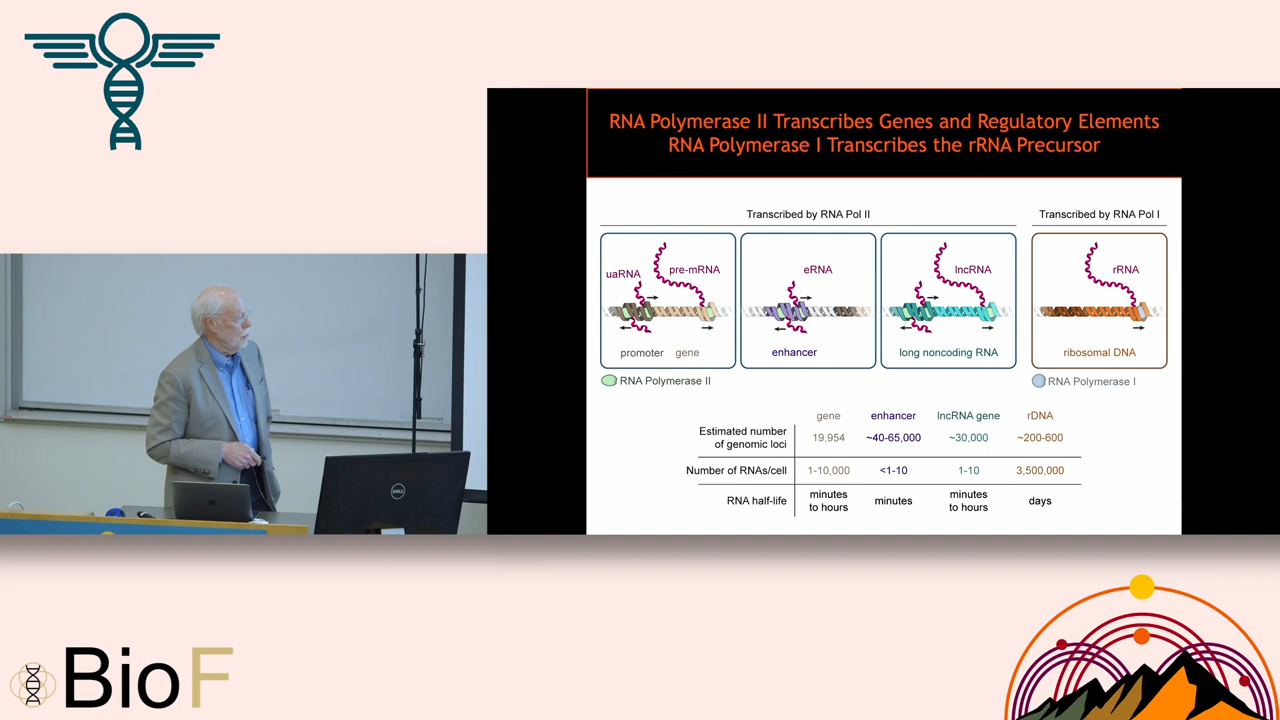 RNA Polymerase II Transcribes Genes and Regulatory Elements
RNA Polymerase I Transcribes the rRNA Precursor
Transcribed by RNA Pol II
Transcribed by RNA Pol I
uaRNA
pre-mRNA
promoter gene
eRNA
enhancer
lncRNA
long noncoding RNA
rRNA
ribosomal DNA
RNA Polymerase II
RNA Polymerase I
gene enhancer lncRNA gene rDNA
Estimated number
of genomic loci
19,954 ~40-65,000 ~30,000 ~200-600
Number of RNAs/cell 1-10,000 <1-10 1-10 3,500,000
RNA half-life
minutes
to hours
minutes
minutes
to hours
days
DELL
BioF